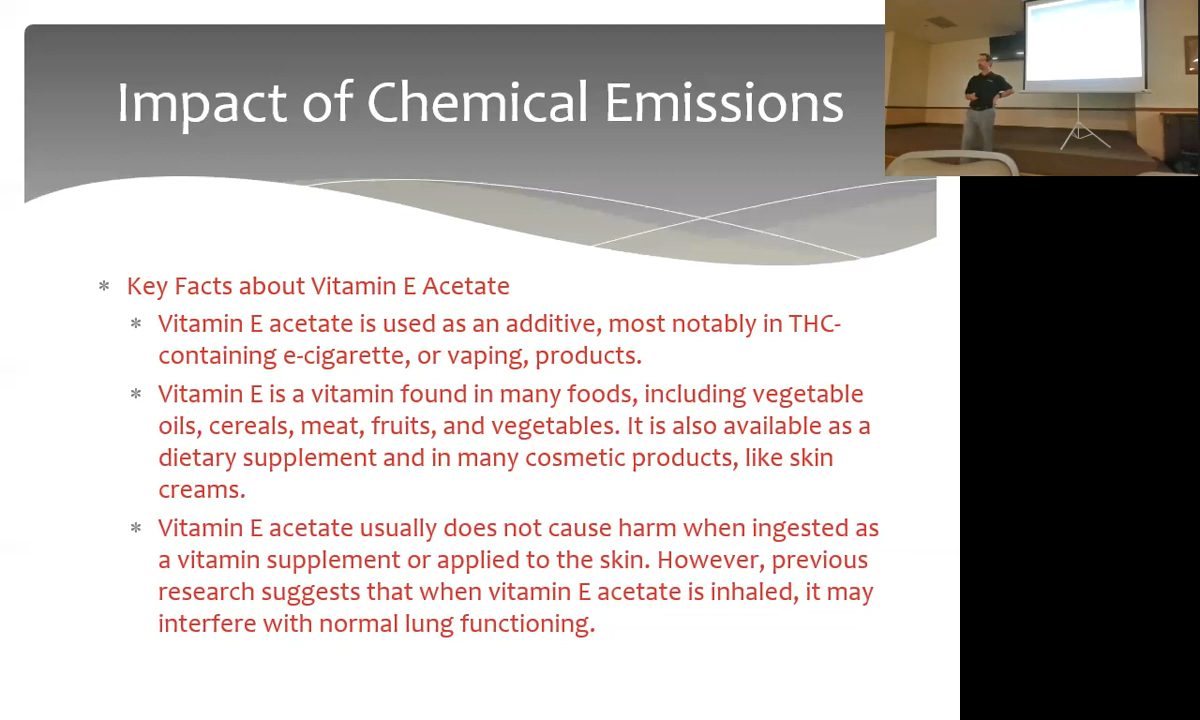 Impact of Chemical Emissions
* Key Facts about Vitamin E Acetate
* Vitamin E acetate is used as an additive, most notably in THC-
containing e-cigarette, or vaping, products.
* Vitamin E is a vitamin found in many foods, including vegetable
oils, cereals, meat, fruits, and vegetables. It is also available as a
dietary supplement and in many cosmetic products, like skin
creams.
* Vitamin E acetate usually does not cause harm when ingested as
a vitamin supplement or applied to the skin. However, previous
research suggests that when vitamin E acetate is inhaled, it may
interfere with normal lung functioning.